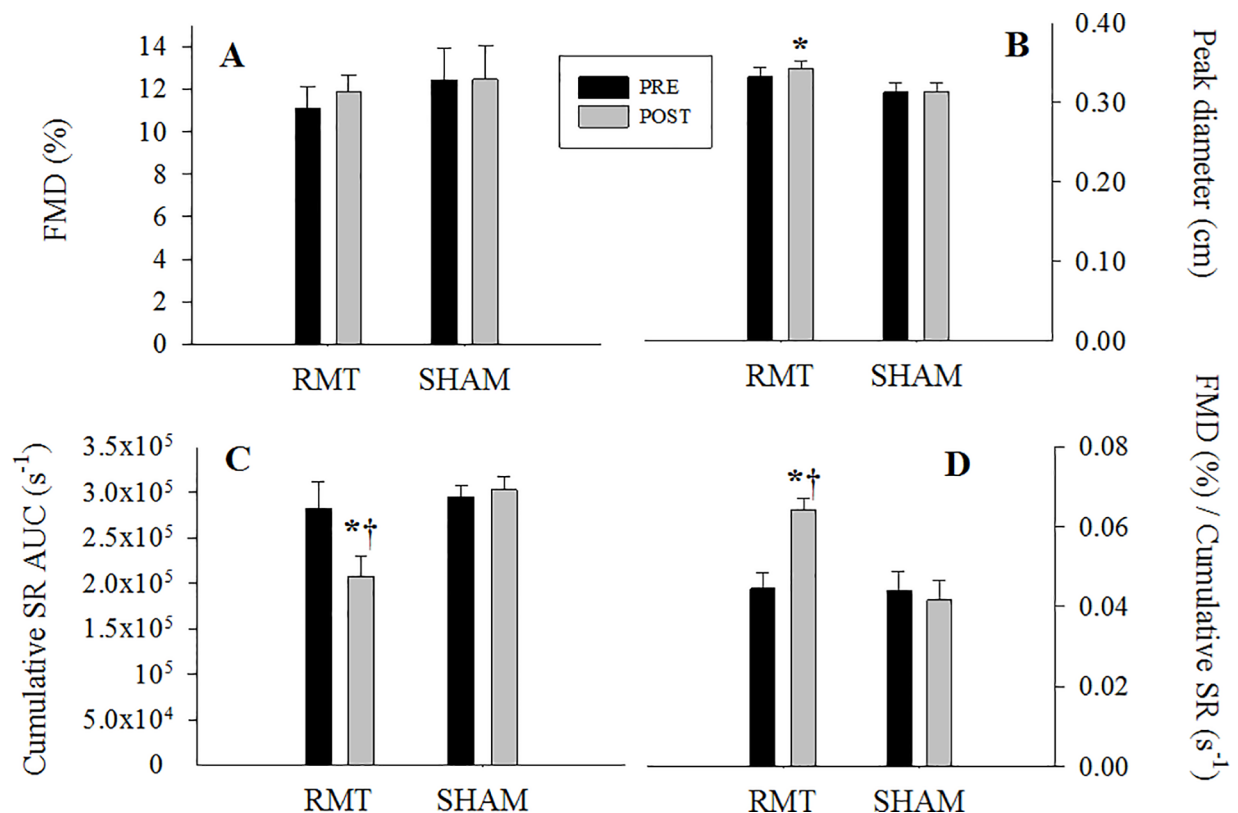 A
FMD (%)
14
12
10
8
6
4
2
0
RMT SHAM
PRE
POST
B
*
0.40
0.30
0.20
0.10
0.00
Peak diameter (cm)
RMT SHAM
C
Cumulative SR AUC (s⁻¹)
3.5x10⁵
3.0x10⁵
2.5x10⁵
2.0x10⁵
1.5x10⁵
10⁵
5.0x10⁴
0
*†
RMT SHAM
D
*†
0.08
0.06
0.04
0.02
0.00
FMD (%) / Cumulative SR (s⁻¹)
RMT SHAM